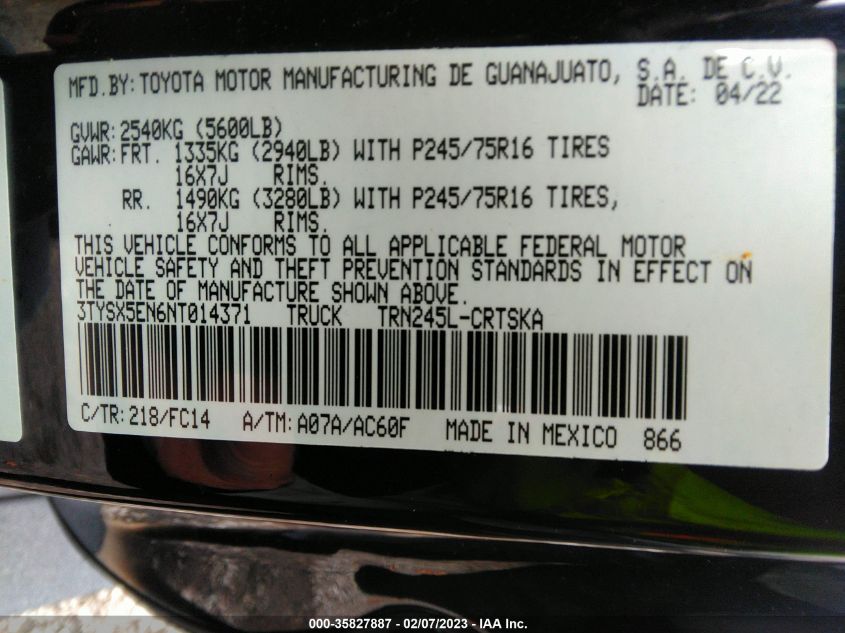 MFD.BY: TOYOTA MOTOR MANUFACTURING DE GUANAJUATO, S.A. DE C.V.
DATE: 04/22
GVWR: 2540KG (5600LB)
GAWR: FRT. 1335KG (2940LB) WITH P245/75R16 TIRES
16X7J RIMS.
RR. 1490KG (3280LB) WITH P245/75R16 TIRES,
16X7J RIMS.
THIS VEHICLE CONFORMS TO ALL APPLICABLE FEDERAL MOTOR
VEHICLE SAFETY AND THEFT PREVENTION STANDARDS IN EFFECT ON
THE DATE OF MANUFACTURE SHOWN ABOVE.
3TYSX5EN6NT014371 TRUCK TRN245L-CRTSKA
C/TR: 218/FC14 A/TM: A07A/AC60F MADE IN MEXICO 866
COPYRIGHT 000-35827887 - 02/07/2023 - IAA Inc.